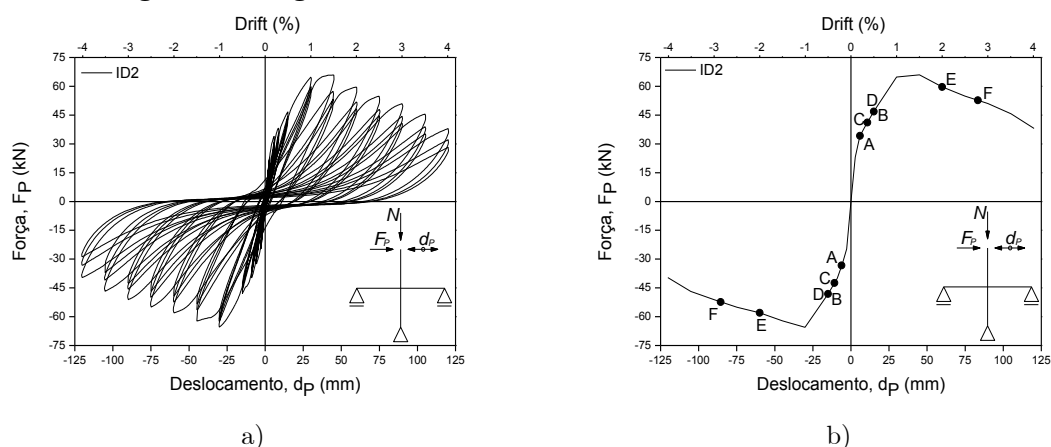 Drift (%)
-4 -3 -2 -1 0 1 2 3 4
75
60
45
30
15
0
-15
-30
-45
-60
-75
Força, FP (kN)
ID2
N
FP dP
-125 -100 -75 -50 -25 0 25 50 75 100 125
Deslocamento, dP (mm)
a)
Drift (%)
-4 -3 -2 -1 0 1 2 3 4
75
60
45
30
15
0
-15
-30
-45
-60
-75
Força, FP (kN)
ID2
D
C B
A
E
F
A
C
D B
F E
N
FP dP
-125 -100 -75 -50 -25 0 25 50 75 100 125
Deslocamento, dP (mm)
b)